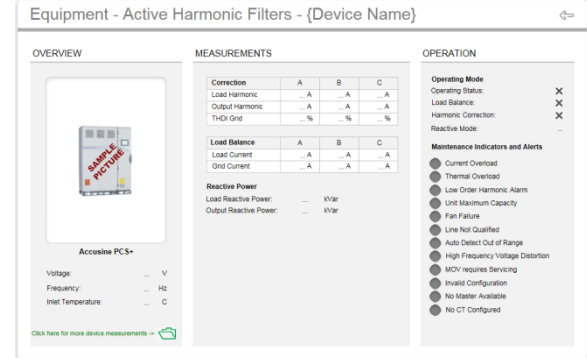 Equipment - Active Harmonic Filters - {Device Name}
OVERVIEW
SAMPLE
PICTURE
Accusine PCS+
Voltage: ... V
Frequency: ... Hz
Inlet Temperature: ... C
Click here for more device measurements ->
MEASUREMENTS
Correction A B C
Load Harmonic ... A ... A ... A
Output Harmonic ... A ... A ... A
THDI Grid ... % ... % ... %
Load Balance A B C
Load Current ... A ... A ... A
Grid Current ... A ... A ... A
Reactive Power
Load Reactive Power: ... kVar
Output Reactive Power: ... kVar
OPERATION
Operating Mode
Operating Status:
Load Balance:
Harmonic Correction:
Reactive Mode: ...
Maintenance Indicators and Alerts
Current Overload
Thermal Overload
Low Order Harmonic Alarm
Unit Maximum Capacity
Fan Failure
Line Not Qualified
Auto Detect Out of Range
High Frequency Voltage Distortion
MOV requires Servicing
Invalid Configuration
No Master Available
No CT Configured